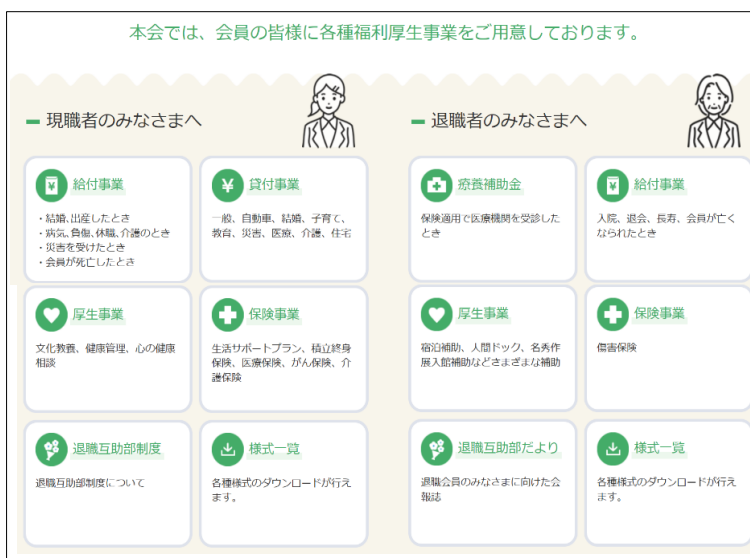 本会では、会員の皆様に各種福利厚生事業をご用意しております。
現職者のみなさまへ
給付事業
・結婚、出産したとき
・病気、負傷、休職、介護のとき
・災害を受けたとき
・会員が死亡したとき
貸付事業
一般、自動車、結婚、子育て、
教育、災害、医療、介護、住宅
厚生事業
文化教養、健康管理、心の健康
相談
保険事業
生活サポートプラン、積立終身
保険、医療保険、がん保険、介
護保険
退職互助部制度
退職互助部制度について
様式一覧
各種様式のダウンロードが行え
ます。
退職者のみなさまへ
療養補助金
保険適用で医療機関を受診した
とき
給付事業
入院、退会、長寿、会員が亡く
なられたとき
厚生事業
宿泊補助、人間ドック、名秀作
展入館補助などさまざまな補助
保険事業
傷害保険
退職互助部だより
退職会員のみなさまに向けた会
報誌
様式一覧
各種様式のダウンロードが行え
ます。